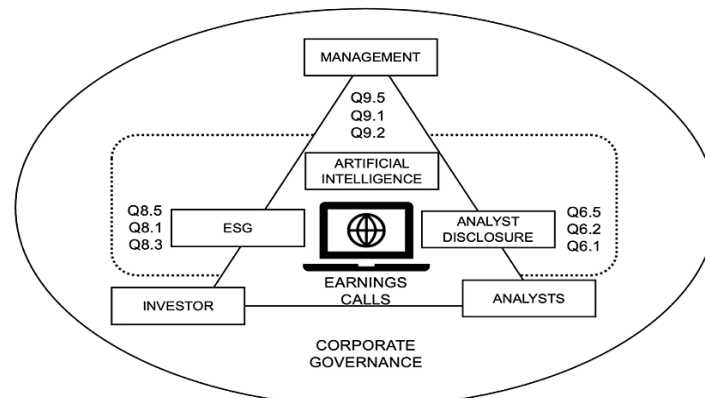 MANAGEMENT
Q9.5
Q9.1
Q9.2
ARTIFICIAL
INTELLIGENCE
Q8.5
Q8.1
Q8.3
ESG
ANALYST
DISCLOSURE
Q6.5
Q6.2
Q6.1
EARNINGS
CALLS
INVESTOR
ANALYSTS
CORPORATE
GOVERNANCE